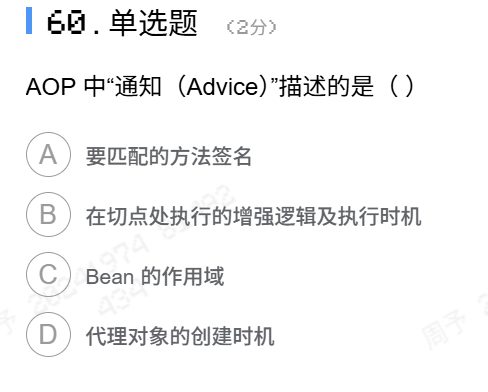 60.单选题 （2分）
AOP 中“通知（Advice）”描述的是（ ）
A 要匹配的方法签名
B 在切点处执行的增强逻辑及执行时机
C Bean 的作用域
D 代理对象的创建时机